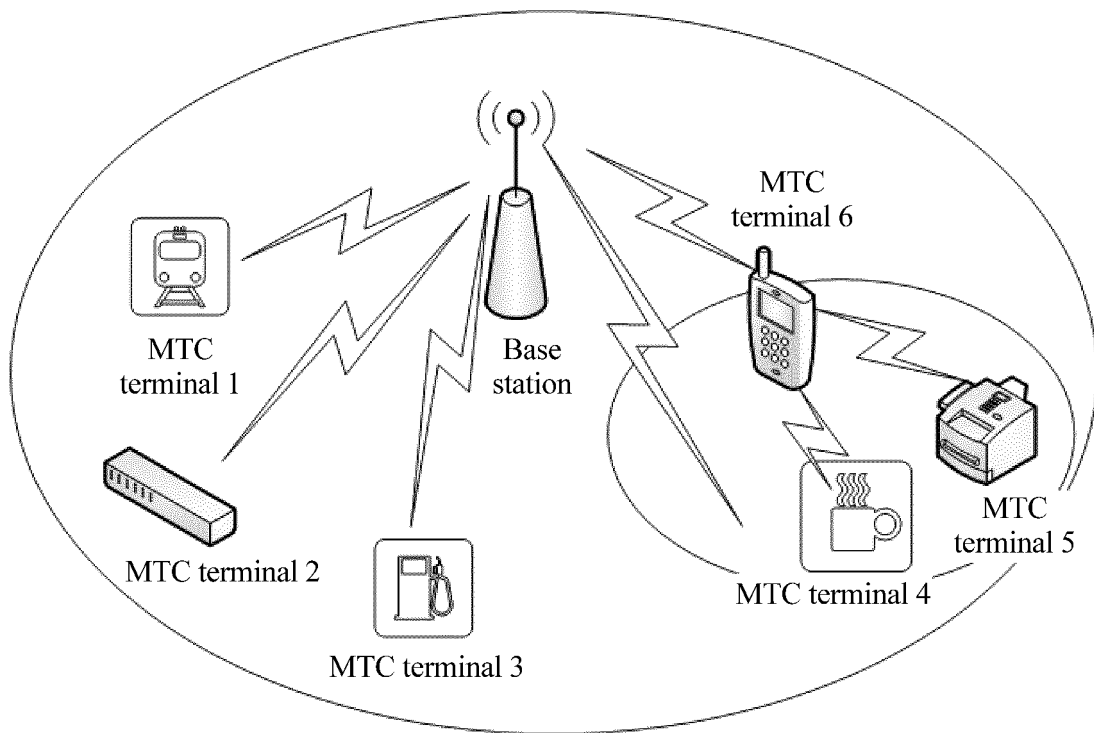 MTC
terminal 6
MTC
terminal 1
Base
station
MTC
terminal 5
MTC terminal 2
MTC terminal 4
MTC terminal 3